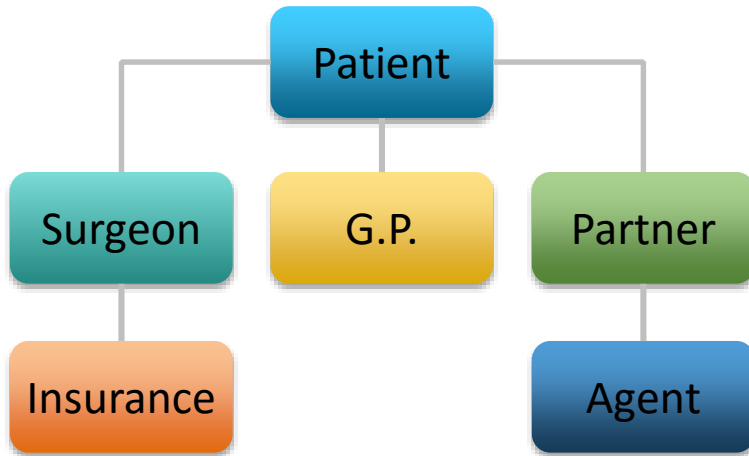 Patient
Surgeon
G.P.
Partner
Insurance
Agent